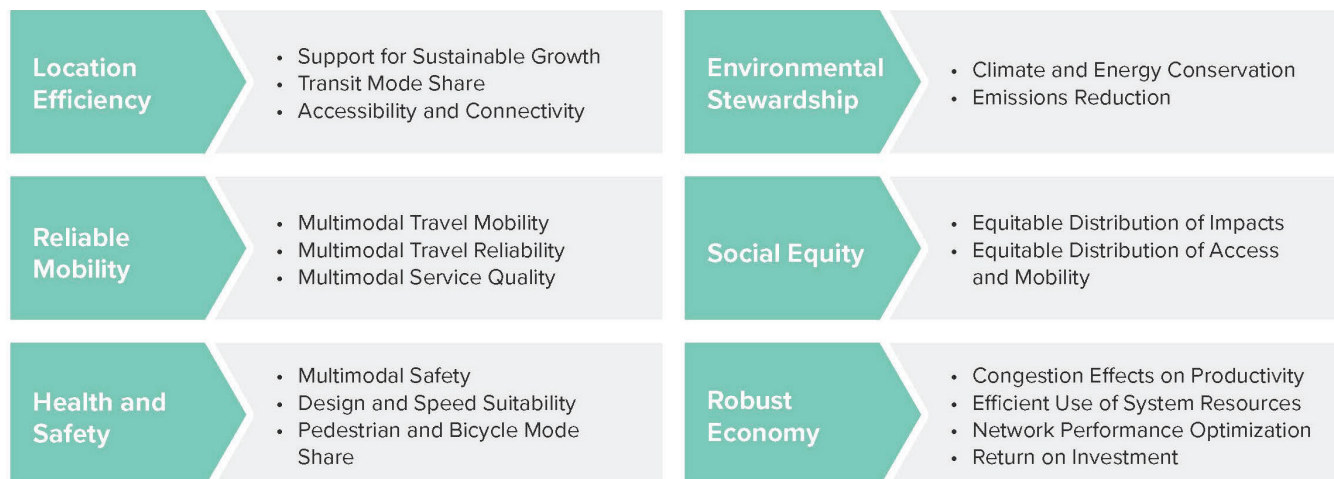 Location
Efficiency
• Support for Sustainable Growth
• Transit Mode Share
• Accessibility and Connectivity
Environmental
Stewardship
• Climate and Energy Conservation
• Emissions Reduction
Reliable
Mobility
• Multimodal Travel Mobility
• Multimodal Travel Reliability
• Multimodal Service Quality
Social Equity
• Equitable Distribution of Impacts
• Equitable Distribution of Access
and Mobility
Health and
Safety
• Multimodal Safety
• Design and Speed Suitability
• Pedestrian and Bicycle Mode
Share
Robust
Economy
• Congestion Effects on Productivity
• Efficient Use of System Resources
• Network Performance Optimization
• Return on Investment